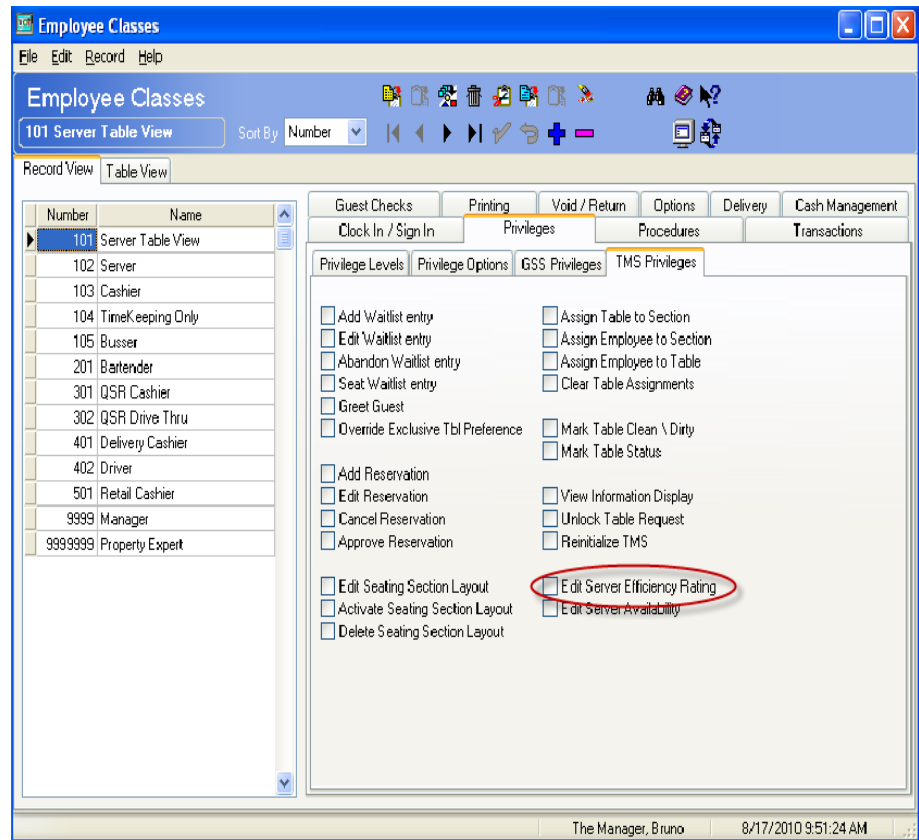 Employee Classes
File Edit Record Help
Employee Classes
101 Server Table View Sort By Number
Record View Table View
Number Name
101 Server Table View
102 Server
103 Cashier
104 TimeKeeping Only
105 Busser
201 Bartender
301 QSR Cashier
302 QSR Drive Thru
401 Delivery Cashier
402 Driver
501 Retail Cashier
9999 Manager
9999999 Property Expert
Guest Checks Printing Void / Return Options Delivery Cash Management
Clock In / Sign In Privileges Procedures Transactions
Privilege Levels Privilege Options GSS Privileges TMS Privileges
Add Waitlist entry Assign Table to Section
Edit Waitlist entry Assign Employee to Section
Abandon Waitlist entry Assign Employee to Table
Seat Waitlist entry Clear Table Assignments
Greet Guest
Override Exclusive Tbl Preference Mark Table Clean \ Dirty
Mark Table Status
Add Reservation
Edit Reservation View Information Display
Cancel Reservation Unlock Table Request
Approve Reservation Reinitialize TMS
Edit Seating Section Layout Edit Server Efficiency Rating
Activate Seating Section Layout Edit Server Availability
Delete Seating Section Layout
The Manager, Bruno 8/17/2010 9:51:24 AM